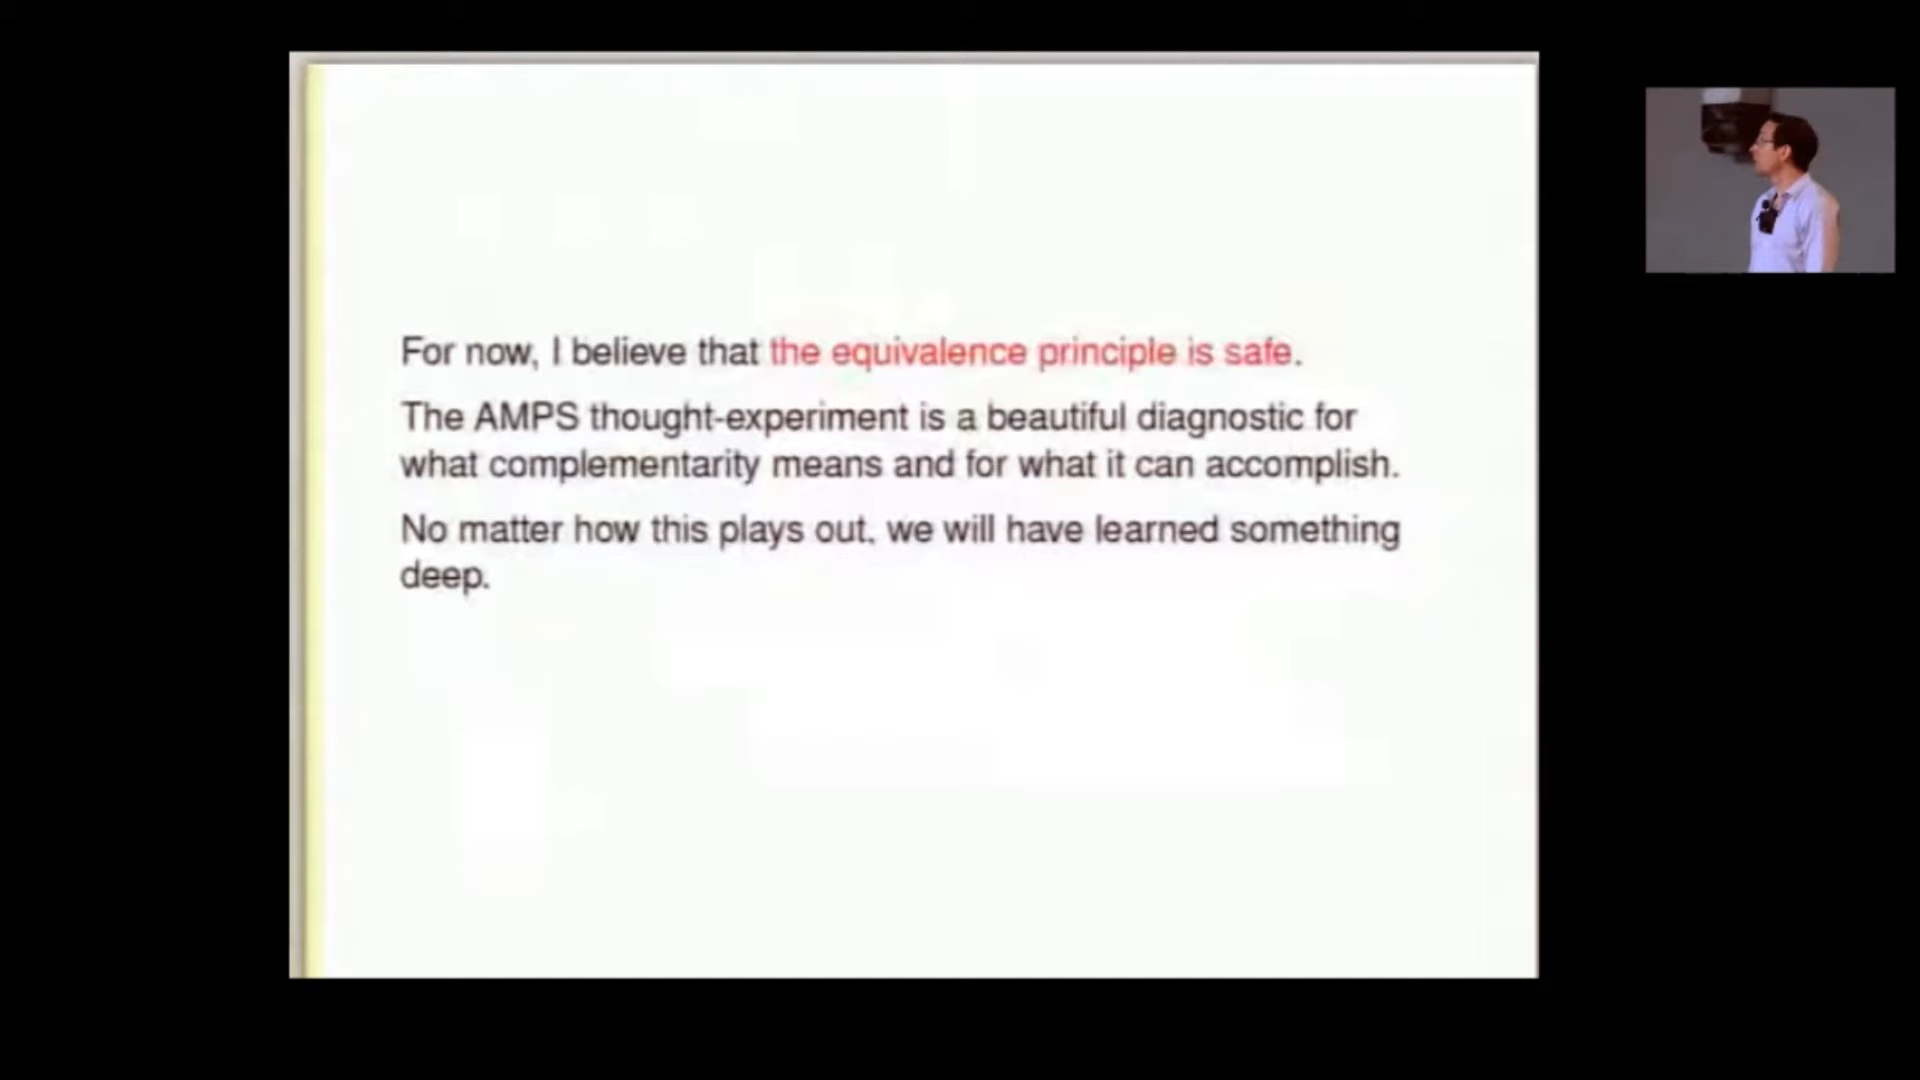 For now, I believe that the equivalence principle is safe.
The AMPS thought-experiment is a beautiful diagnostic for
what complementarity means and for what it can accomplish.
No matter how this plays out, we will have learned something
deep.